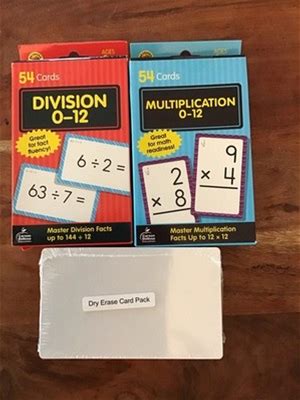 54 Cards
DIVISION
0–12
Great
for fact
fluency!
6 ÷ 2 =
63 ÷ 7 =
Master Division Facts
up to 144 ÷ 12
54 Cards
MULTIPLICATION
0–12
Great
for math
readiness!
9
× 4
2
× 8
Master Multiplication
Facts Up to 12 x 12
Dry Erase Card Pack